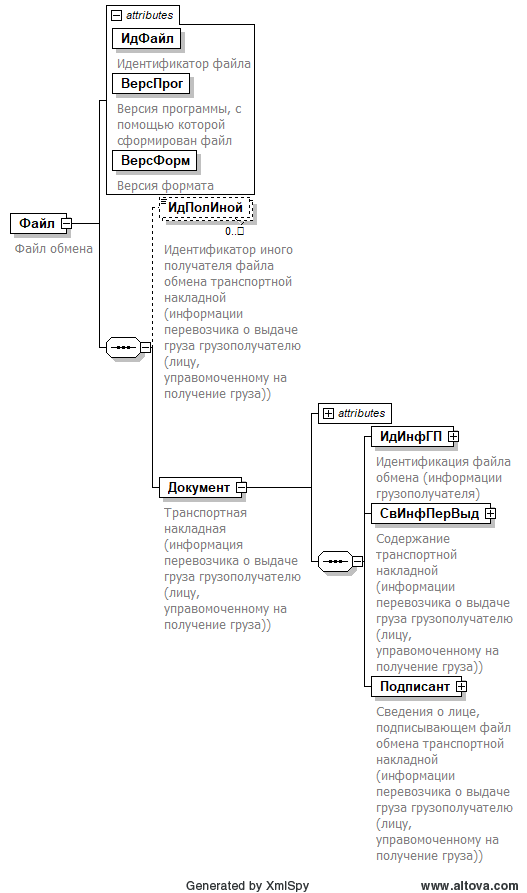 attributes
ИдФайл
Идентификатор файла
ВерсПрог
Версия программы, с
помощью которой
сформирован файл
ВерсФорм
Версия формата
Файл
Файл обмена
ИдПолИной
0..
Идентификатор иного
получателя файла
обмена транспортной
накладной
(информации
перевозчика о выдаче
груза грузополучателю
(лицу,
управомоченному на
получение груза))
Документ
Транспортная
накладная
(информация
перевозчика о выдаче
груза грузополучателю
(лицу,
управомоченному на
получение груза))
attributes
ИдИнфГП
Идентификация файла
обмена (информации
грузополучателя)
СвИнфПерВыд
Содержание
транспортной
накладной
(информации
перевозчика о выдаче
груза грузополучателю
(лицу,
управомоченному на
получение груза))
Подписант
Сведения о лице,
подписывающем файл
обмена транспортной
накладной
(информации
перевозчика о выдаче
груза грузополучателю
(лицу,
управомоченному на
получение груза))
Generated by XmlSpy
www.altova.com